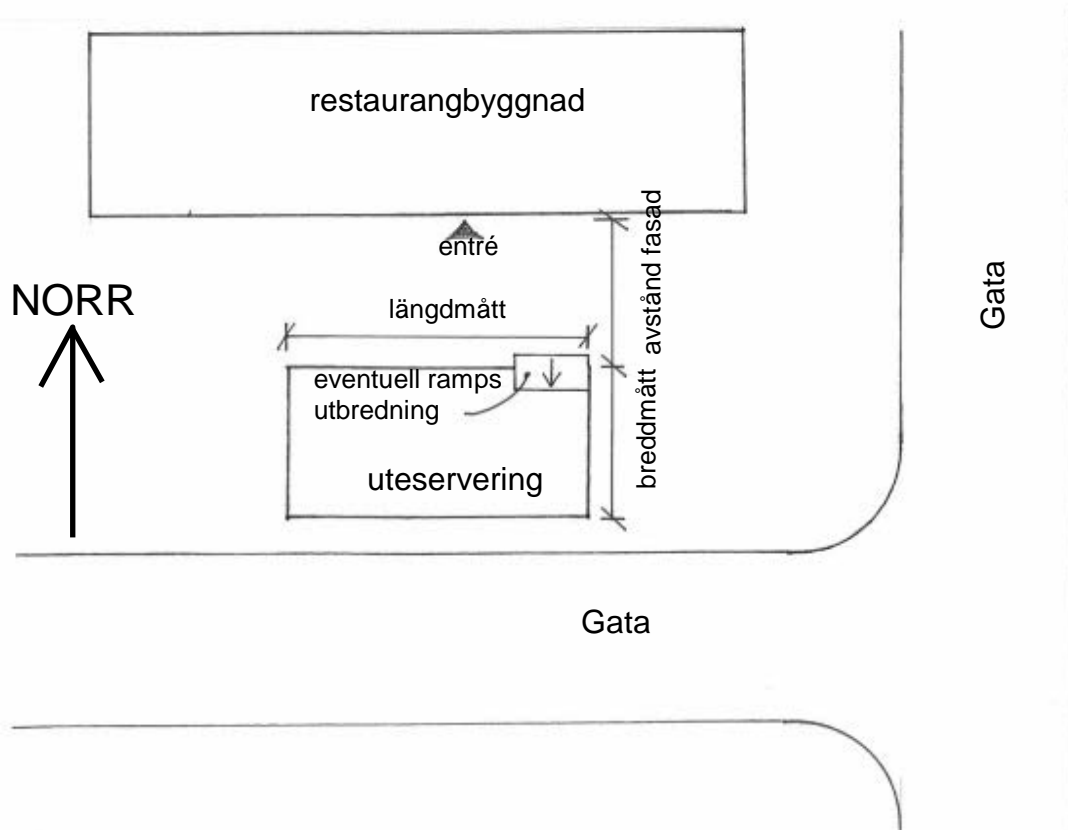 restaurangbyggnad
entré
NORR
längdmått
avstånd fasad
Gata
eventuell ramps
utbredning
breddmått
uteservering
Gata